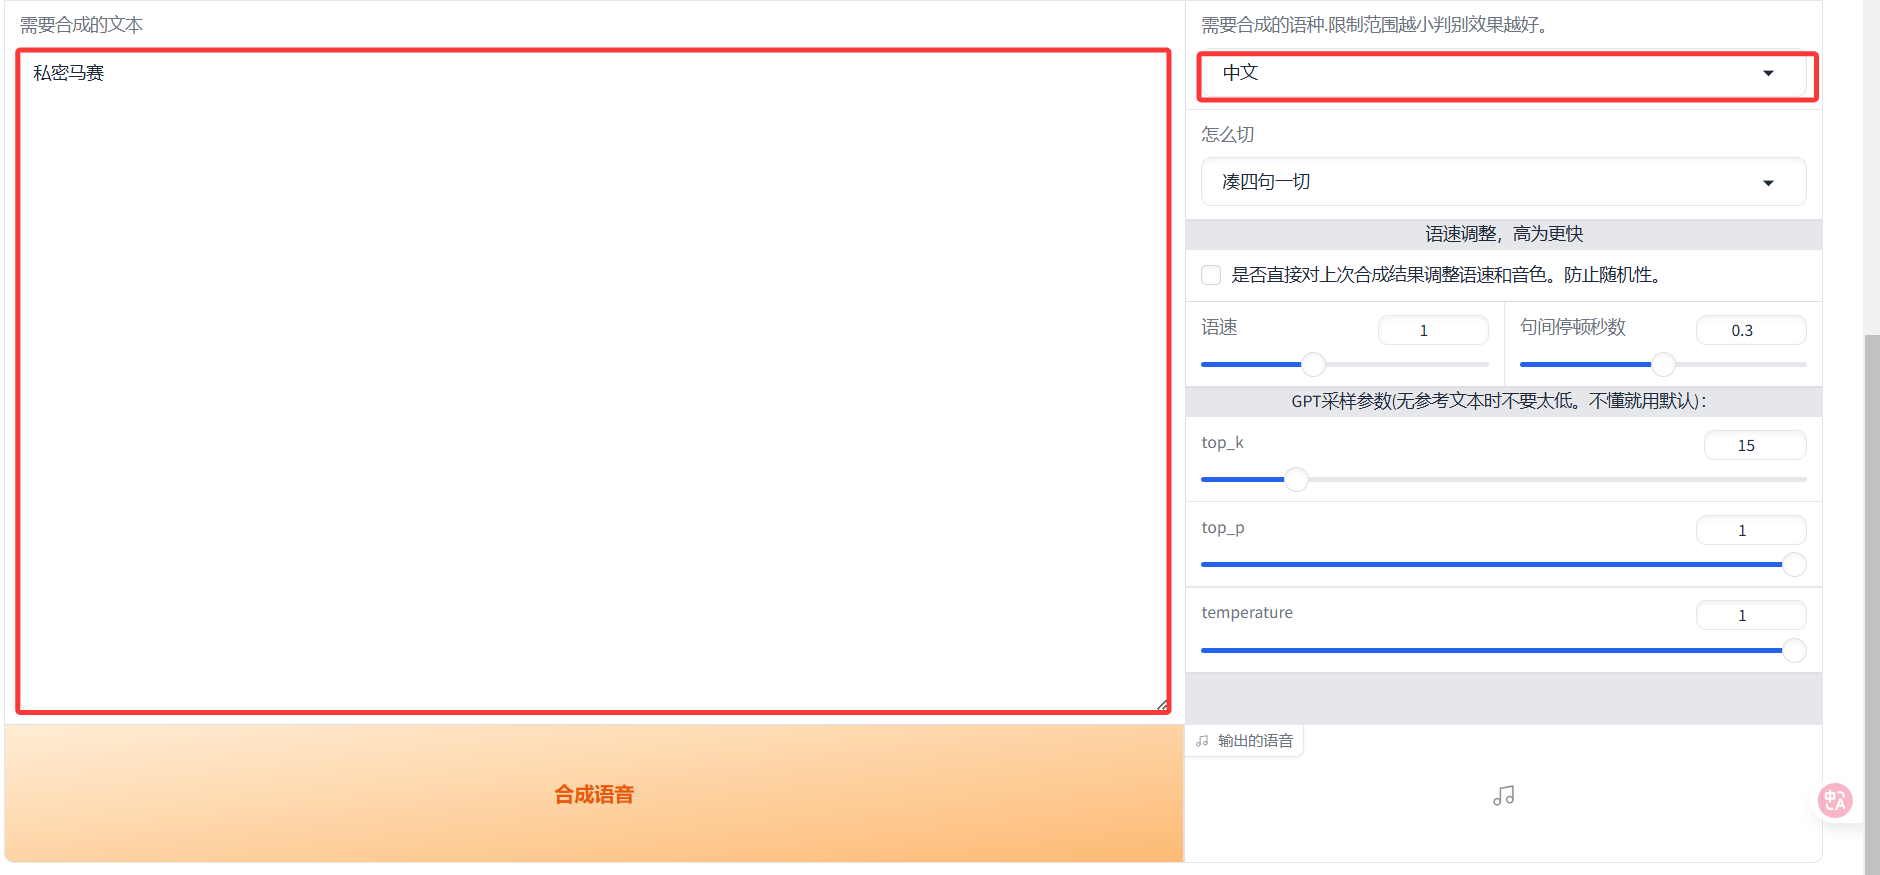 需要合成的文本
私密马赛
需要合成的语种.限制范围越小判别效果越好。
中文
怎么切
凑四句一切
语速调整，高为更快
是否直接对上次合成结果调整语速和音色。防止随机性。
语速
1
句间停顿秒数
0.3
GPT采样参数(无参考文本时不要太低。不懂就用默认)：
top_k
15
top_p
1
temperature
1
合成语音
输出的语音
中A